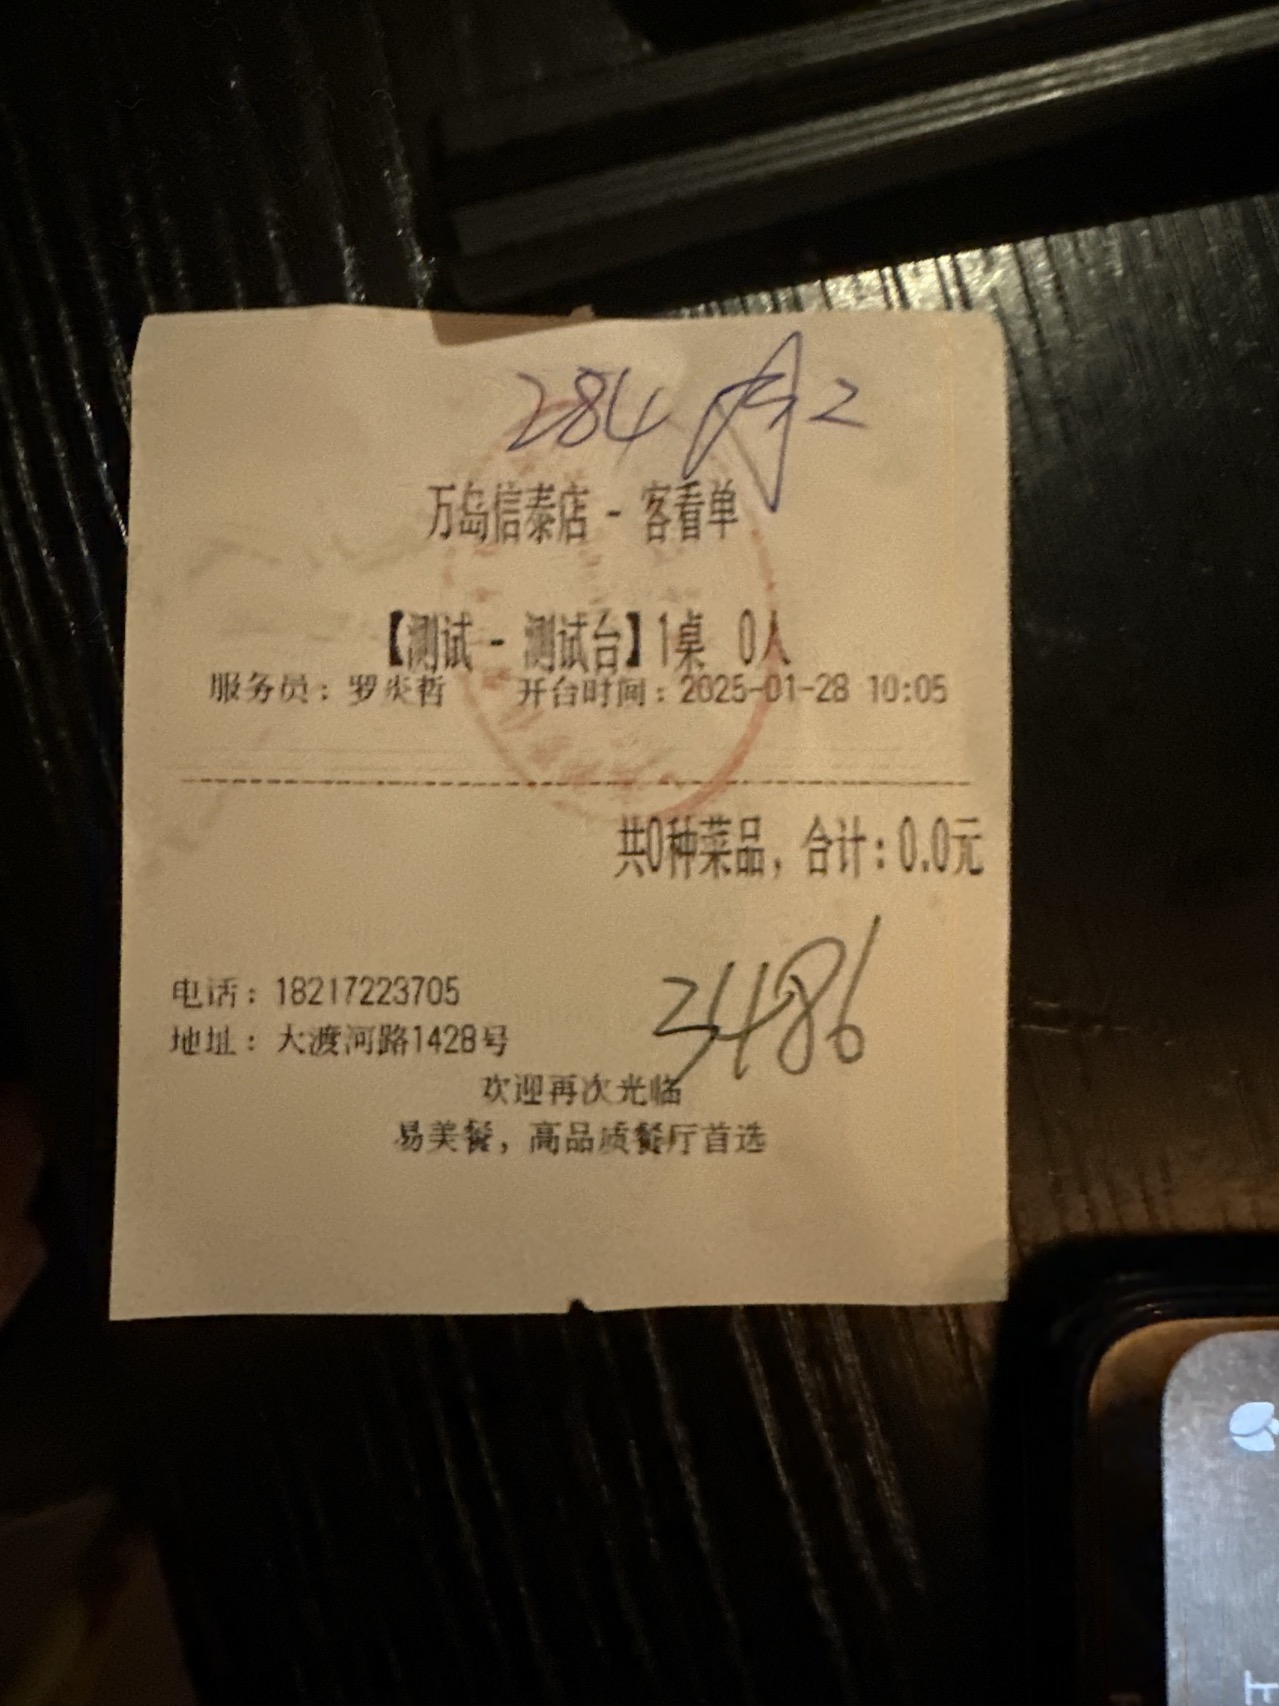 284 2
万岛信泰店 - 客看单
【测试 - 测试台】1桌 0人
服务员：罗炎哲 开台时间：2025-01-28 10:05
共0种菜品，合计：0.0元
3486
电话：18217223705
地址：大渡河路1428号
欢迎再次光临
易美餐，高品质餐厅首选